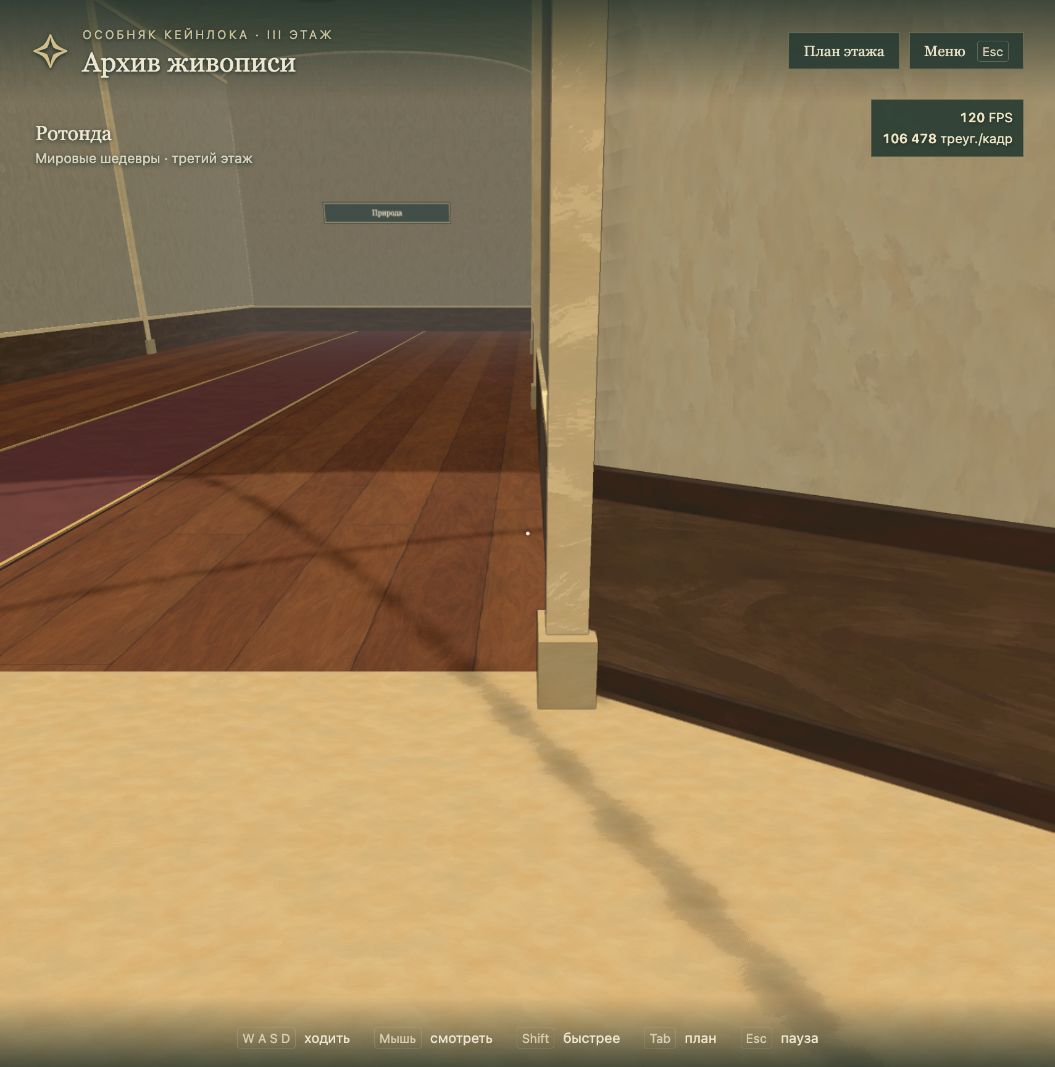 ОСОБНЯК КЕЙНЛОКА · III ЭТАЖ
Архив живописи
План этажа
Меню Esc
120 FPS
106 478 треуг./кадр
Ротонда
Мировые шедевры · третий этаж
Природа
W A S D ходить Мышь смотреть Shift быстрее Tab план Esc пауза